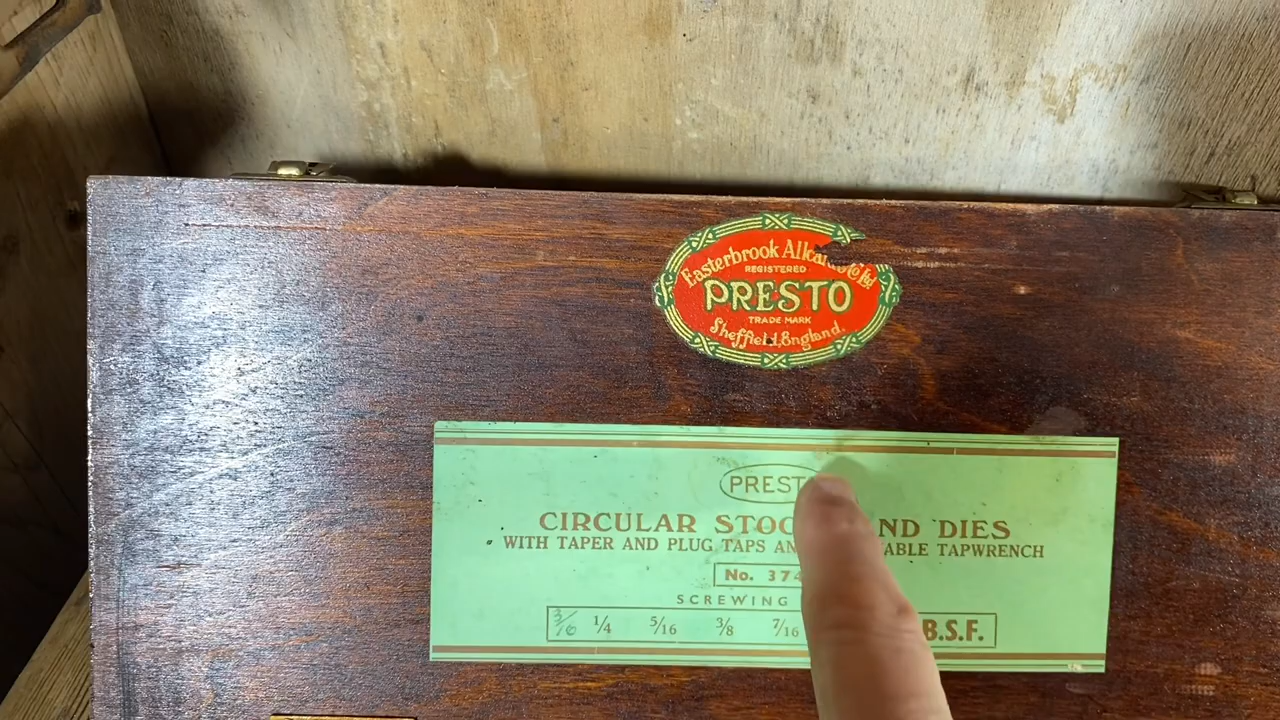 Easterbrook Allca Co Ltd
REGISTERED
PRESTO
TRADE MARK
Sheffield, England.
PREST
CIRCULAR STOC ND DIES
WITH TAPER AND PLUG TAPS AN ABLE TAPWRENCH
No. 374
SCREWING
3/16 1/4 5/16 3/8 7/16 B.S.F.